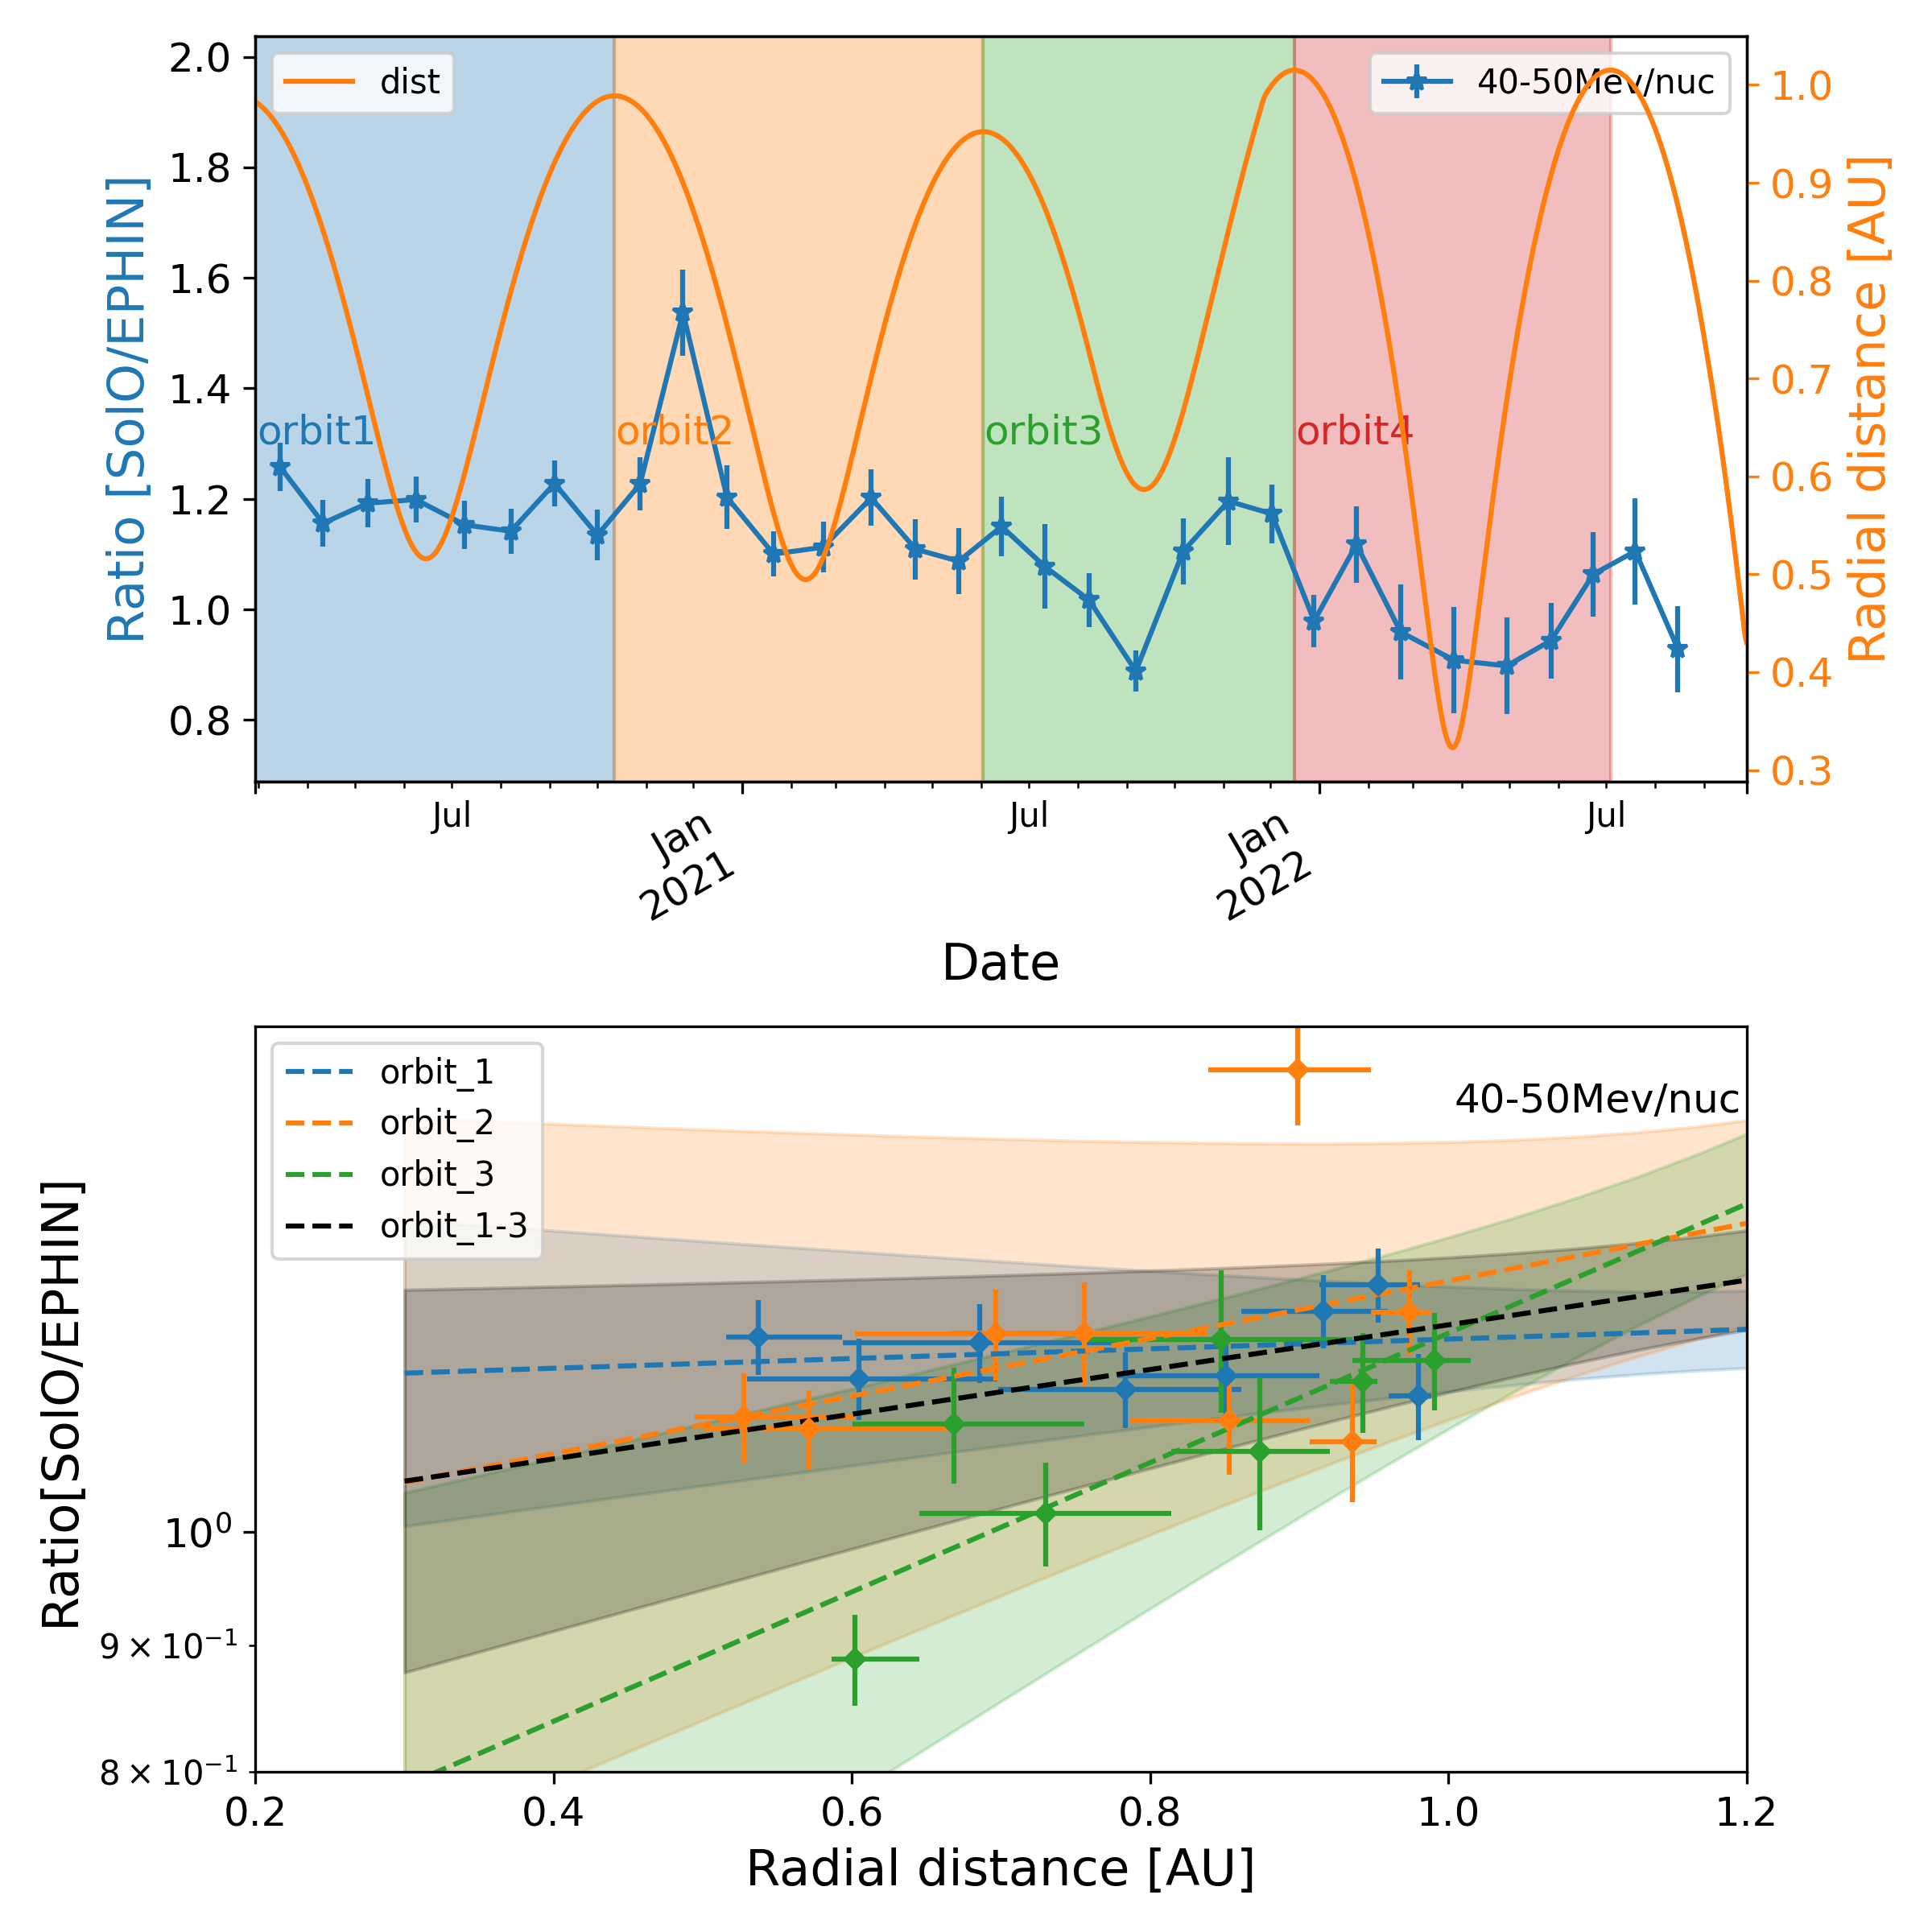 dist
40-50Mev/nuc
2.0
1.8
1.6
1.4
1.2
1.0
0.8
Ratio [SolO/EPHIN]
1.0
0.9
0.8
0.7
0.6
0.5
0.4
0.3
Radial distance [AU]
orbit1
orbit2
orbit3
orbit4
Jul
Jan
2021
Jul
Jan
2022
Jul
Date
orbit_1
orbit_2
orbit_3
orbit_1-3
40-50Mev/nuc
Ratio[SolO/EPHIN]
10⁰
9×10⁻¹
8×10⁻¹
0.2
0.4
0.6
0.8
1.0
1.2
Radial distance [AU]